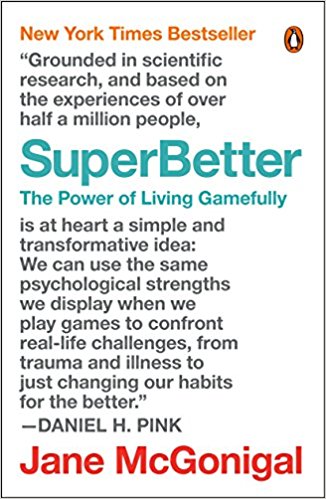 New York Times Bestseller
“Grounded in scientific
research, and based on
the experiences of over
half a million people,
SuperBetter
The Power of Living Gamefully
is at heart a simple and
transformative idea:
We can use the same
psychological strengths
we display when we
play games to confront
real-life challenges, from
trauma and illness to
just changing our habits
for the better.”
—DANIEL H. PINK
Jane McGonigal